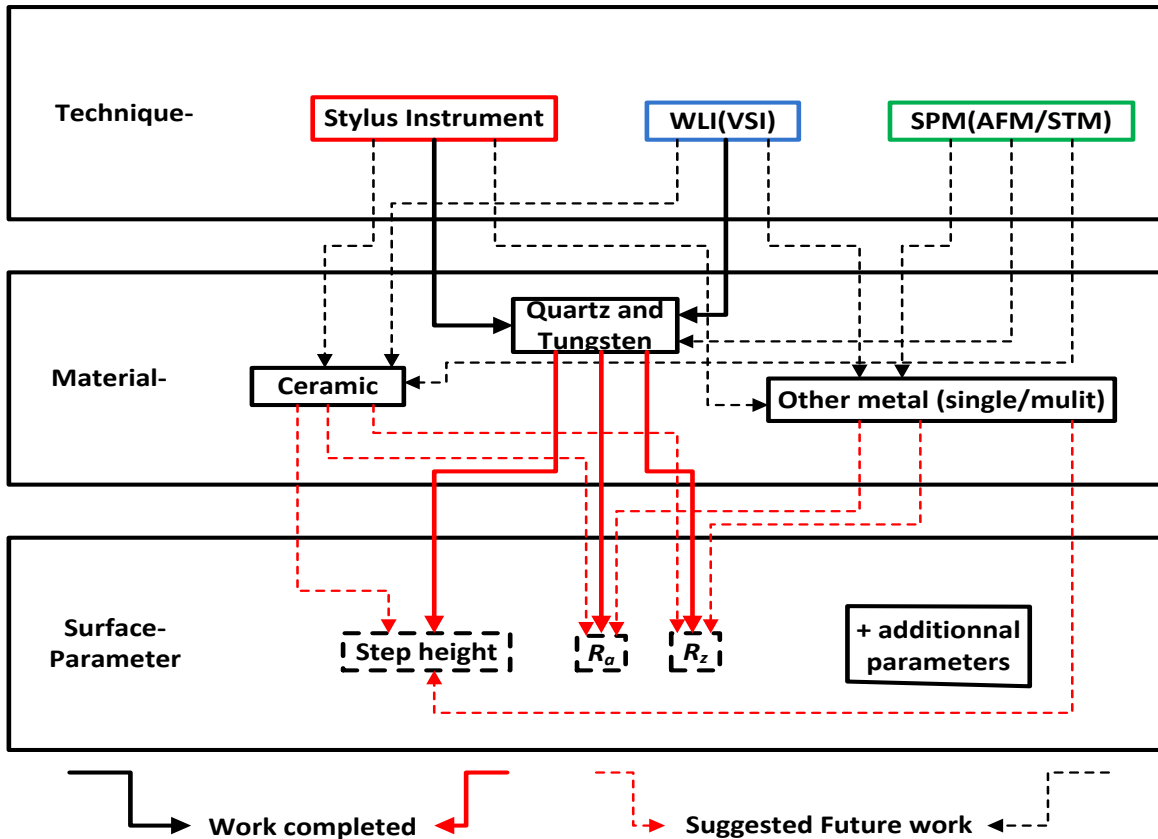 Technique-
Stylus Instrument
WLI(VSI)
SPM(AFM/STM)
Quartz and
Tungsten
Material-
Ceramic
Other metal (single/mulit)
Surface-
Parameter
Step height
Ra
Rz
+ additionnal
parameters
Work completed
Suggested Future work